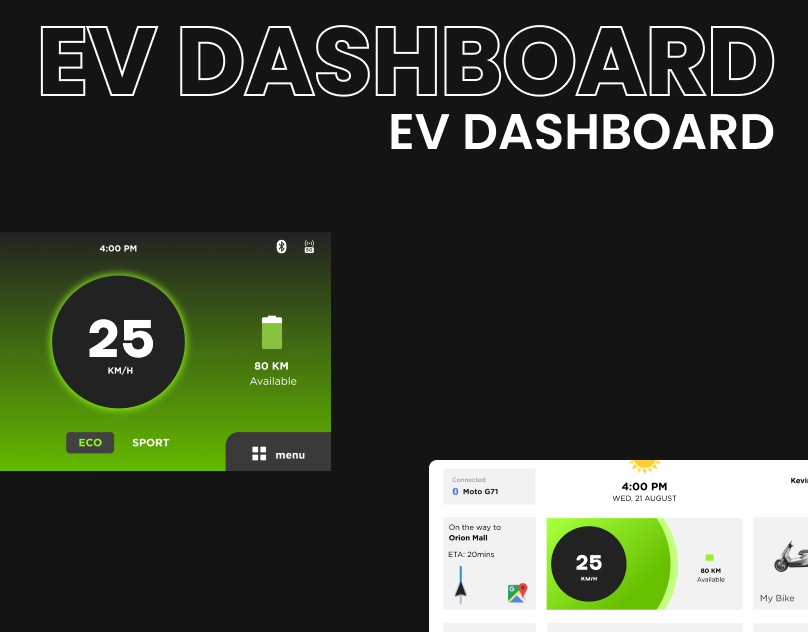 EV DASHBOARD
EV DASHBOARD
4:00 PM
5G
25
KM/H
80 KM
Available
ECO SPORT
menu
Connected
Moto G71
4:00 PM
WED, 21 AUGUST
Kevin
On the way to
Orion Mall
ETA: 20mins
G
25
KM/H
80 KM
Available
My Bike